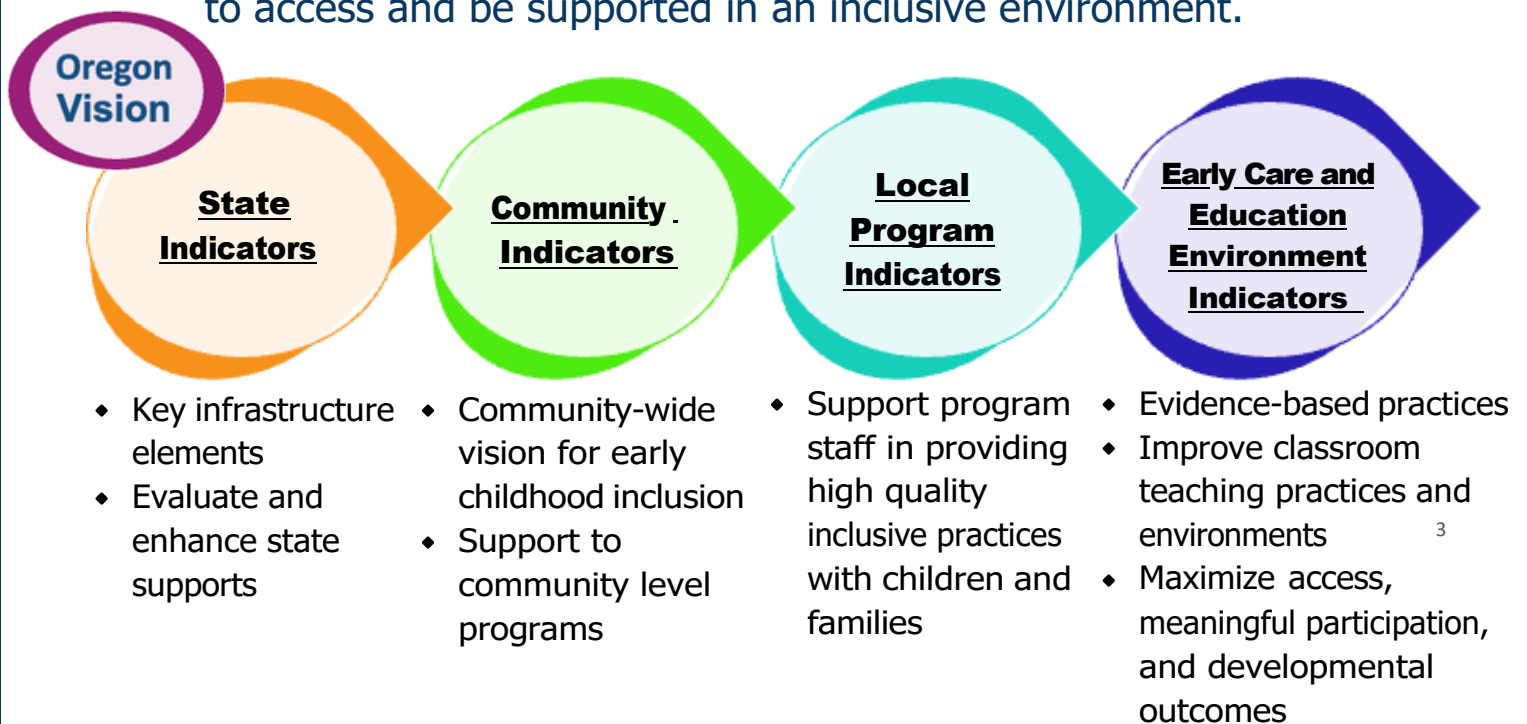 to access and be supported in an inclusive environment.
Oregon
Vision
State
Indicators
Community
Indicators
Local
Program
Indicators
Early Care and
Education
Environment
Indicators
◆ Key infrastructure
elements
◆ Evaluate and
enhance state
supports
◆ Community-wide
vision for early
childhood inclusion
◆ Support to
community level
programs
◆ Support program
staff in providing
high quality
inclusive practices
with children and
families
◆ Evidence-based practices
◆ Improve classroom
teaching practices and
environments
3
◆ Maximize access,
meaningful participation,
and developmental
outcomes